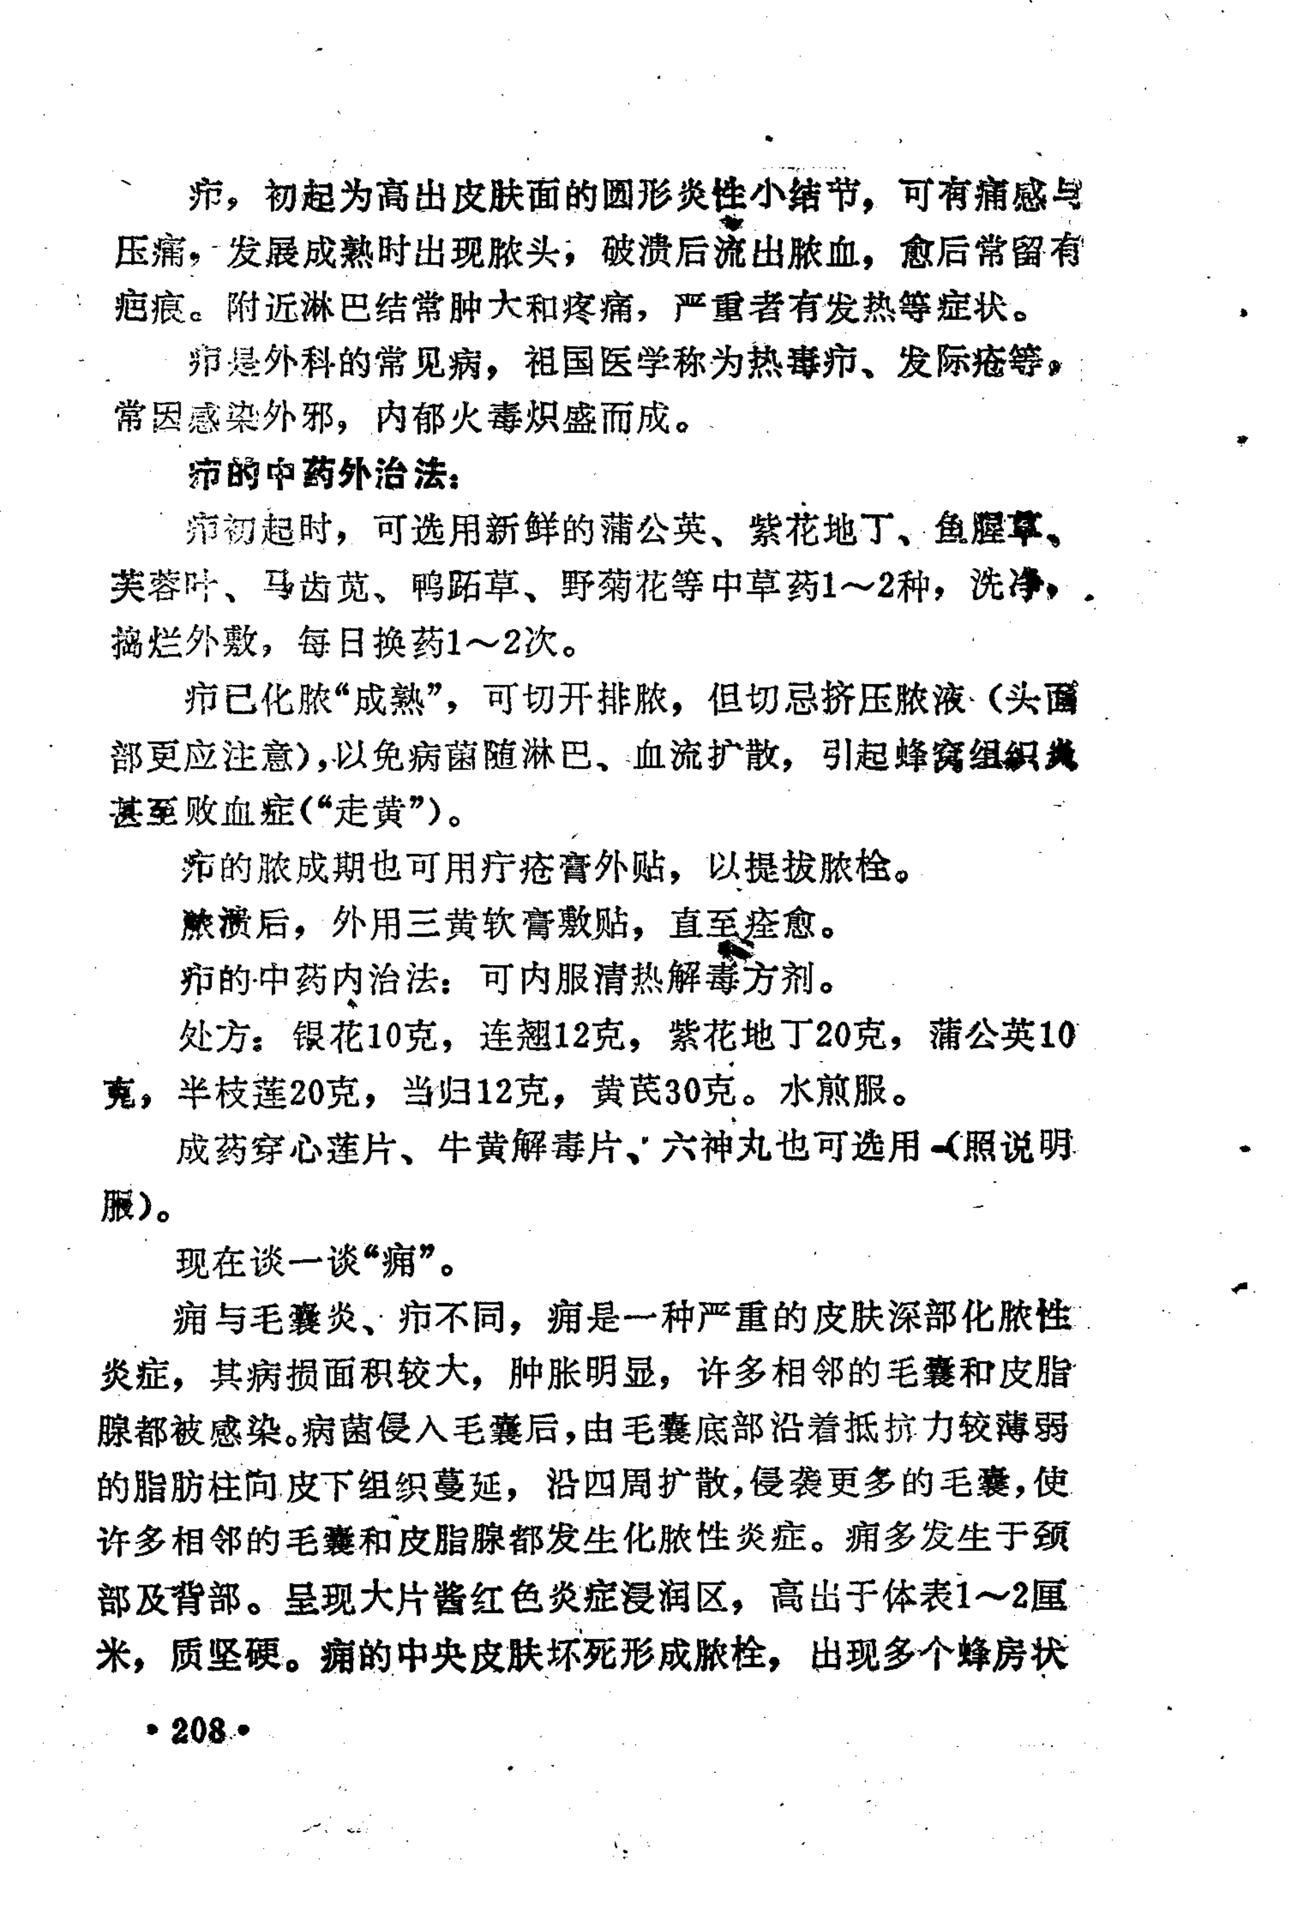 疖，初起为高出皮肤面的圆形炎性小结节，可有痛感与
压痛，发展成熟时出现脓头，破溃后流出脓血，愈后常留有
疤痕。附近淋巴结常肿大和疼痛，严重者有发热等症状。
疖是外科的常见病，祖国医学称为热毒疖、发际疮等，
常因感染外邪，内郁火毒炽盛而成。
疖的中药外治法：
疖初起时，可选用新鲜的蒲公英、紫花地丁、鱼腥草、
芙蓉叶、马齿苋、鸭跖草、野菊花等中草药1～2种，洗净，
捣烂外敷，每日换药1～2次。
疖已化脓“成熟”，可切开排脓，但切忌挤压脓液（头面
部更应注意），以免病菌随淋巴、血流扩散，引起蜂窝组织炎
甚至败血症（“走黄”）。
疖的脓成期也可用疔疮膏外贴，以提拔脓栓。
脓溃后，外用三黄软膏敷贴，直至痊愈。
疖的中药内治法：可内服清热解毒方剂。
处方：银花10克，连翘12克，紫花地丁20克，蒲公英10
克，半枝莲20克，当归12克，黄芪30克。水煎服。
成药穿心莲片、牛黄解毒片、六神丸也可选用（照说明
服）。
现在谈一谈“痈”。
痈与毛囊炎、疖不同，痈是一种严重的皮肤深部化脓性
炎症，其病损面积较大，肿胀明显，许多相邻的毛囊和皮脂
腺都被感染。病菌侵入毛囊后，由毛囊底部沿着抵抗力较薄弱
的脂肪柱向皮下组织蔓延，沿四周扩散，侵袭更多的毛囊，使
许多相邻的毛囊和皮脂腺都发生化脓性炎症。痈多发生于颈
部及背部。呈现大片酱红色炎症浸润区，高出于体表1～2厘
米，质坚硬。痈的中央皮肤坏死形成脓栓，出现多个蜂房状
·208·